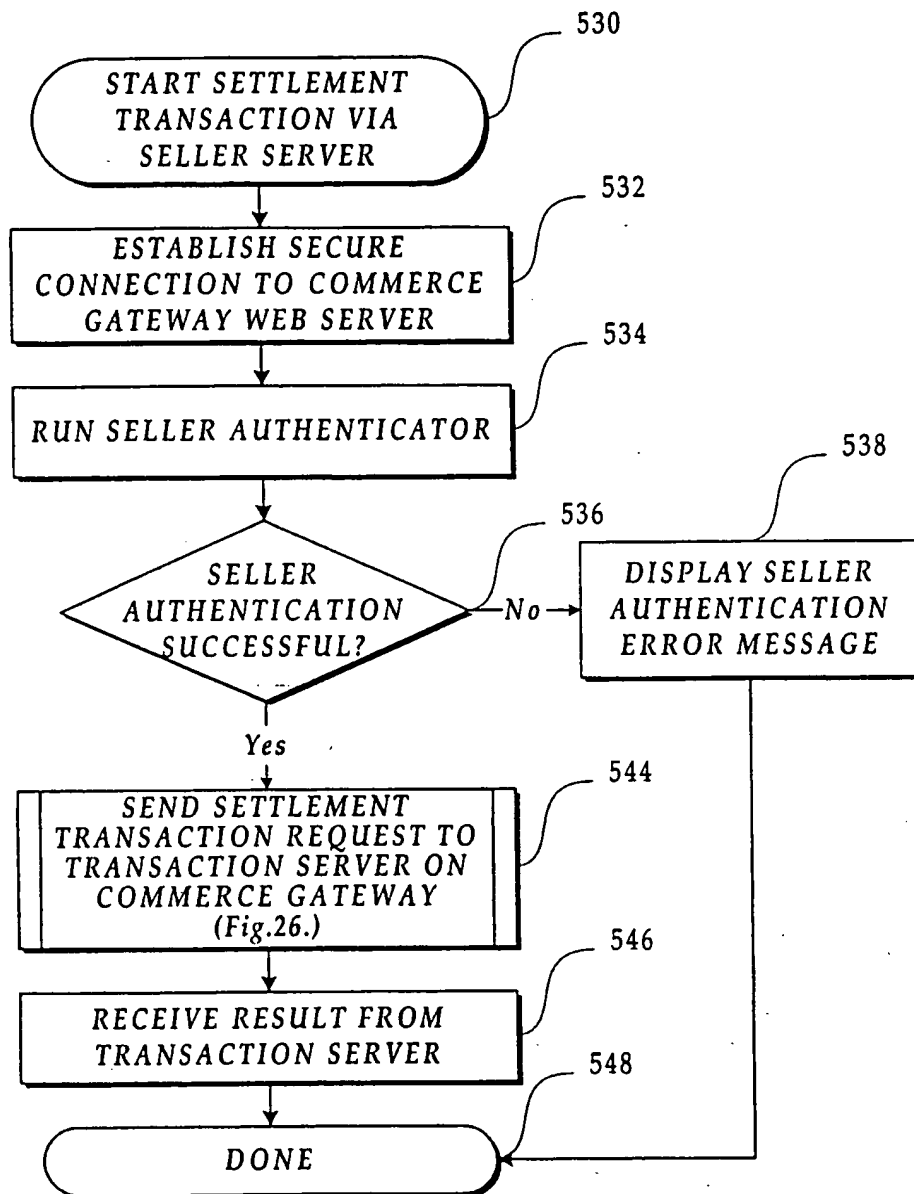 530
START SETTLEMENT
TRANSACTION VIA
SELLER SERVER
532
ESTABLISH SECURE
CONNECTION TO COMMERCE
GATEWAY WEB SERVER
534
RUN SELLER AUTHENTICATOR
536
SELLER
AUTHENTICATION
SUCCESSFUL?
No
538
DISPLAY SELLER
AUTHENTICATION
ERROR MESSAGE
Yes
544
SEND SETTLEMENT
TRANSACTION REQUEST TO
TRANSACTION SERVER ON
COMMERCE GATEWAY
(Fig.26.)
546
RECEIVE RESULT FROM
TRANSACTION SERVER
548
DONE